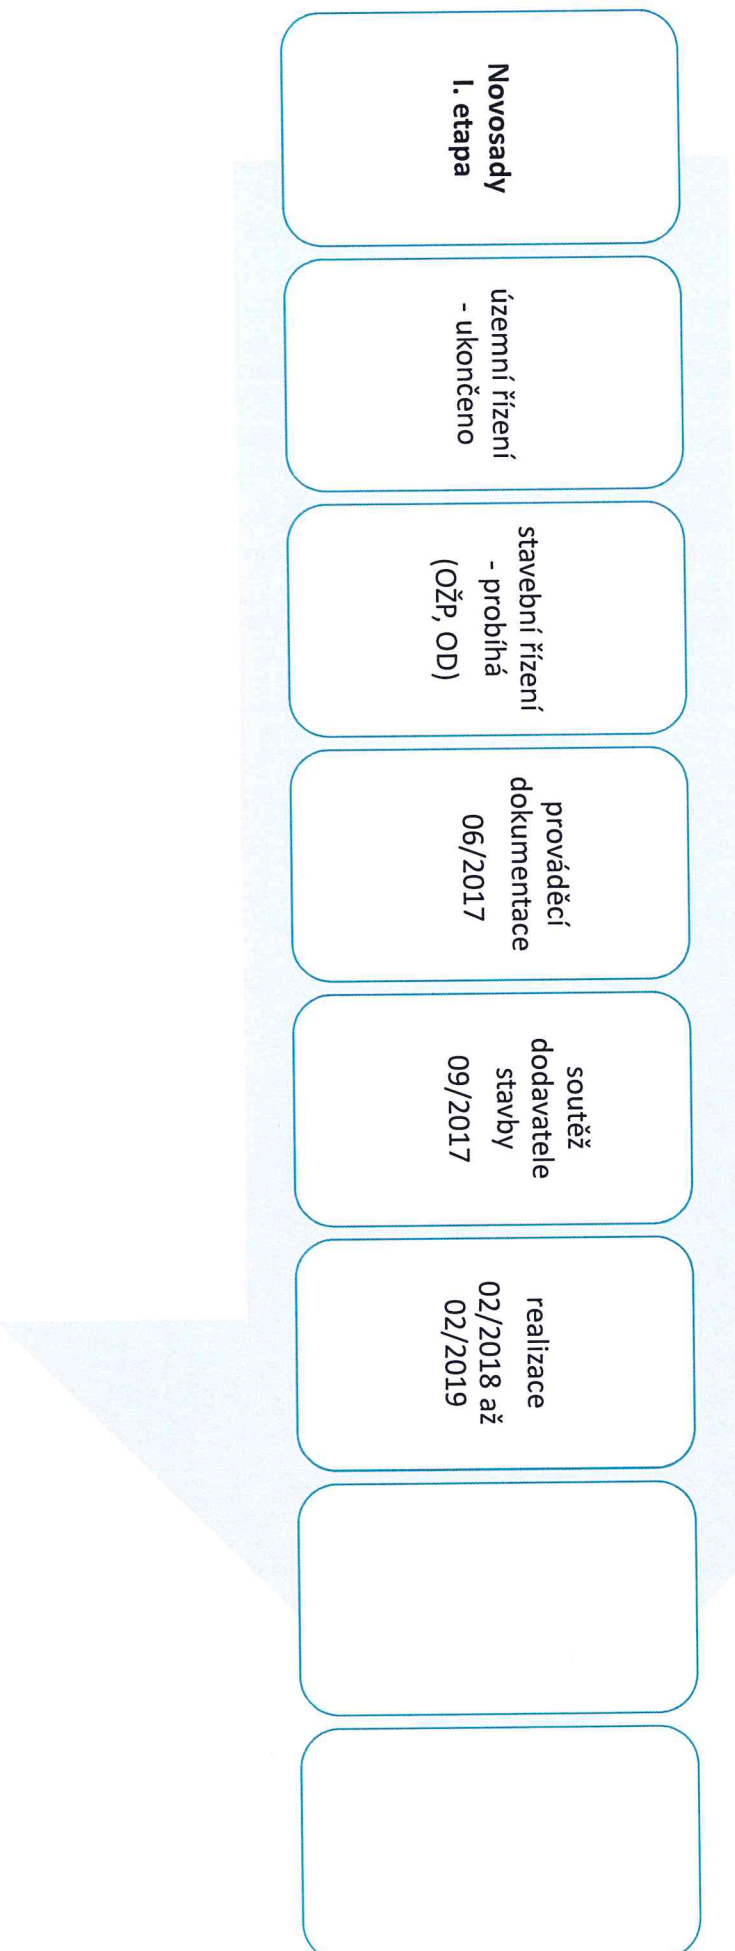 Novosady
I. etapa
územní řízení
- ukončeno
stavební řízení
- probíhá
(OŽP, OD)
prováděcí
dokumentace
06/2017
soutěž
dodavatele
stavby
09/2017
realizace
02/2018 až
02/2019